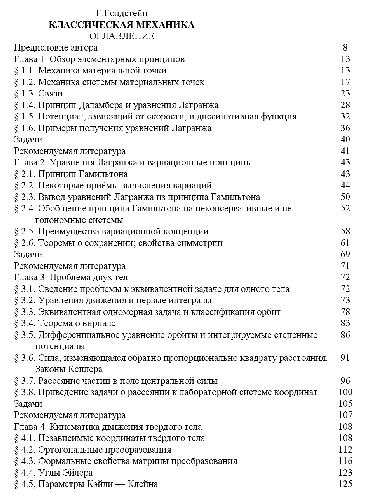 Г. Голдстейн
КЛАССИЧЕСКАЯ МЕХАНИКА
ОГЛАВЛЕНИЕ
Предисловие автора 8
Глава 1. Обзор элементарных принципов 13
§ 1.1. Механика материальной точки 13
§ 1.2. Механика системы материальных точек 17
§ 1.3. Связи 23
§ 1.4. Принцип Даламбера и уравнения Лагранжа 28
§ 1.5. Потенциал, зависящий от скорости, и диссипативная функция 32
§ 1.6. Примеры получения уравнений Лагранжа 36
Задачи 40
Рекомендуемая литература 41
Глава 2. Уравнения Лагранжа и вариационные принципы 43
§ 2.1. Принцип Гамильтона 43
§ 2.2. Некоторые приёмы вычисления вариаций 44
§ 2.3. Вывод уравнений Лагранжа из принципа Гамильтона 50
§ 2.4. Обобщение принципа Гамильтона на неконсервативные и не- 52
голономные системы
§ 2.5. Преимущества вариационной концепции 58
§ 2.6. Теоремы о сохранении; свойства симметрии 61
Задачи 69
Рекомендуемая литература 71
Глава 3. Проблема двух тел 72
§ 3.1. Сведение проблемы к эквивалентной задаче для одного тела 72
§ 3.2. Уравнения движения и первые интегралы 73
§ 3.3. Эквивалентная одномерная задача и классификация орбит 78
§ 3.4. Теорема о вириале 83
§ 3.5. Дифференциальное уравнение орбиты и интегрируемые степенные 86
потенциалы
§ 3.6. Сила, изменяющаяся обратно пропорционально квадрату расстояния. 91
Законы Кеплера
§ 3.7. Рассеяние частиц в поле центральной силы 96
§ 3.8. Приведение задачи о рассеянии к лабораторной системе координат 100
Задачи 105
Рекомендуемая литература 107
Глава 4. Кинематика движения твердого тела 108
§ 4.1. Независимые координаты твёрдого тела 108
§ 4.2. Ортогональные преобразования 112
§ 4.3. Формальные свойства матрицы преобразования 116
§ 4.4. Углы Эйлера 123
§ 4.5. Параметры Кэйли — Клейна 125